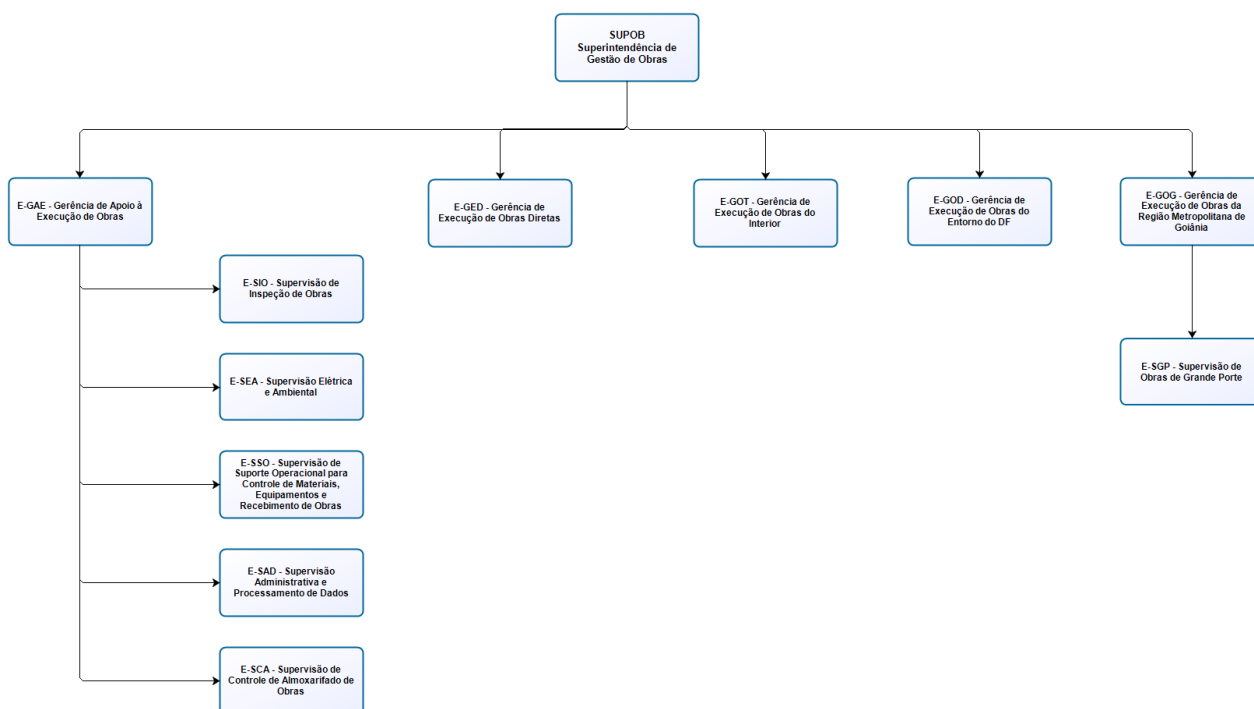 SUPOB
Superintendência de
Gestão de Obras
E-GAE - Gerência de Apoio à
Execução de Obras
E-GED - Gerência de
Execução de Obras Diretas
E-GOT - Gerência de
Execução de Obras do
Interior
E-GOD - Gerência de
Execução de Obras do
Entorno do DF
E-GOG - Gerência de
Execução de Obras da
Região Metropolitana de
Goiânia
E-SIO - Supervisão de
Inspeção de Obras
E-SGP - Supervisão de
Obras de Grande Porte
E-SEA - Supervisão Elétrica
e Ambiental
E-SSO - Supervisão de
Suporte Operacional para
Controle de Materiais,
Equipamentos e
Recebimento de Obras
E-SAD - Supervisão
Administrativa e
Processamento de Dados
E-SCA - Supervisão de
Controle de Almoxarifado de
Obras